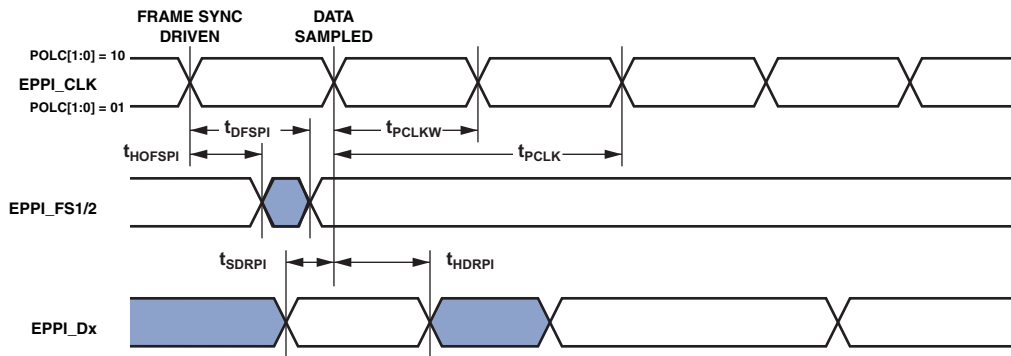 FRAME SYNC
DRIVEN
DATA
SAMPLED
POLC[1:0] = 10
EPPI_CLK
POLC[1:0] = 01
tDFSPI
tPCLKW
tHOFSPI
tPCLK
EPPI_FS1/2
tSDRPI
tHDRPI
EPPI_Dx